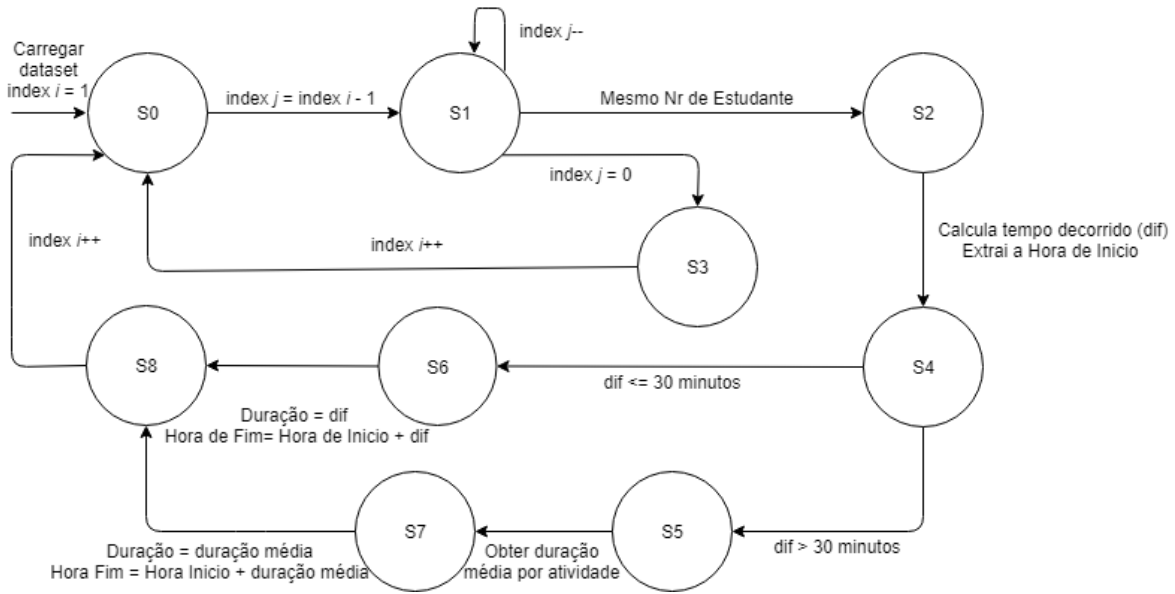 index j--
Carregar
dataset
index i = 1
S0
index j = index i - 1
S1
Mesmo Nr de Estudante
S2
index j = 0
index i++
index i++
S3
Calcula tempo decorrido (dif)
Extrai a Hora de Inicio
S8
S6
dif <= 30 minutos
S4
Duração = dif
Hora de Fim= Hora de Inicio + dif
S7
S5
Duração = duração média
Hora Fim = Hora Inicio + duração média
Obter duração
média por atividade
dif > 30 minutos